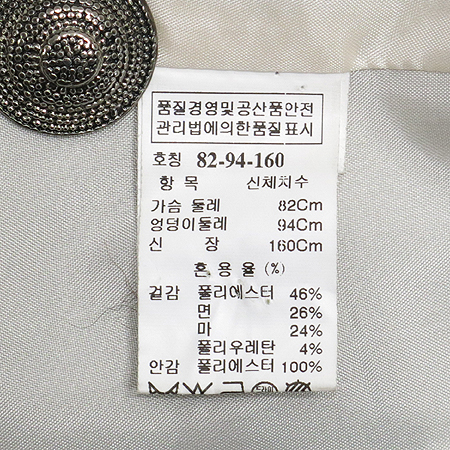 품질경영및공산품안전
관리법에의한품질표시
호칭 82-94-160
항 목 신체치수
가슴 둘레 82Cm
엉덩이둘레 94Cm
신 장 160Cm
혼 용 율 (%)
겉감 폴리에스터 46%
면 26%
마 24%
폴리우레탄 4%
안감 폴리에스터 100%
드라이